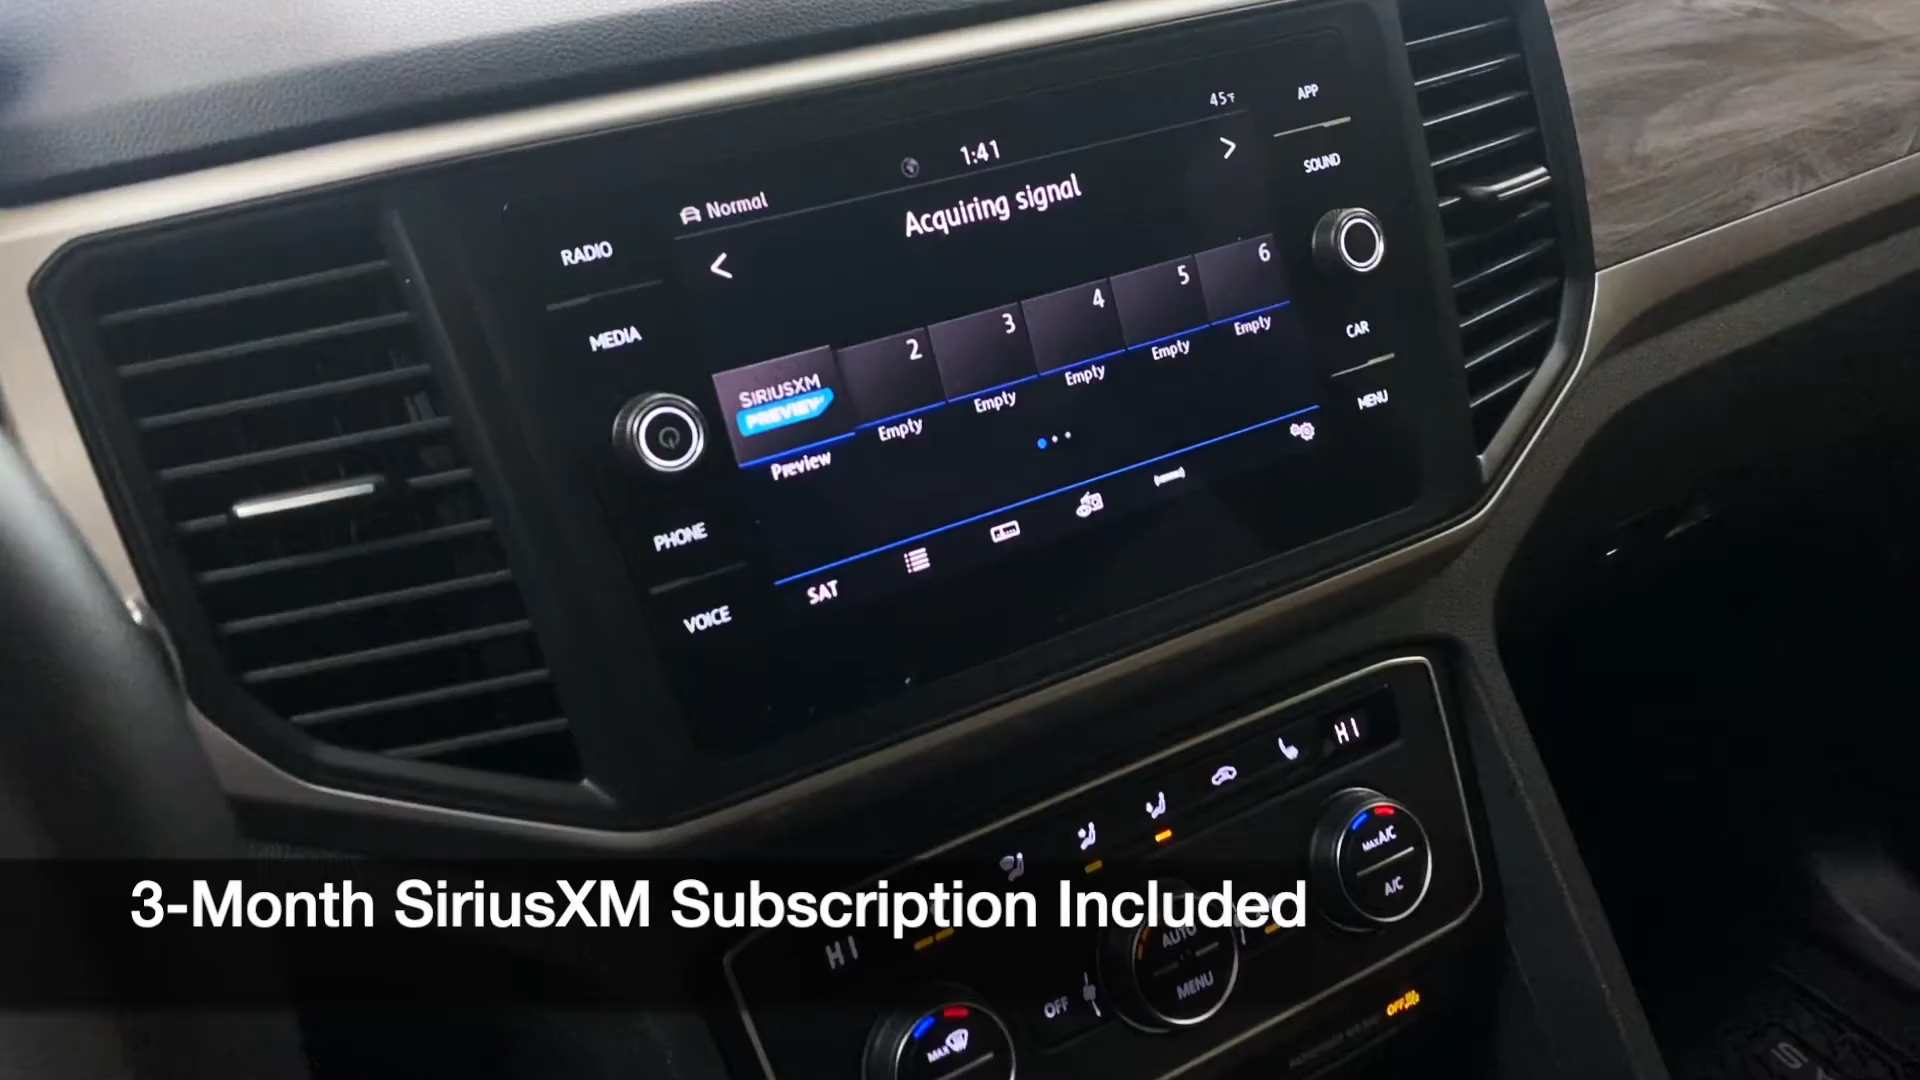 45°F
APP
1:41
SOUND
Normal
Acquiring signal
RADIO
MEDIA
SIRIUSXM
PREVIEW
2
3
4
5
6
Preview
Empty
Empty
Empty
Empty
Empty
CAR
MENU
PHONE
VOICE
SAT
HI
MAX A/C
A/C
3-Month SiriusXM Subscription Included
HI
AUTO
MENU
OFF
OFF
MAX